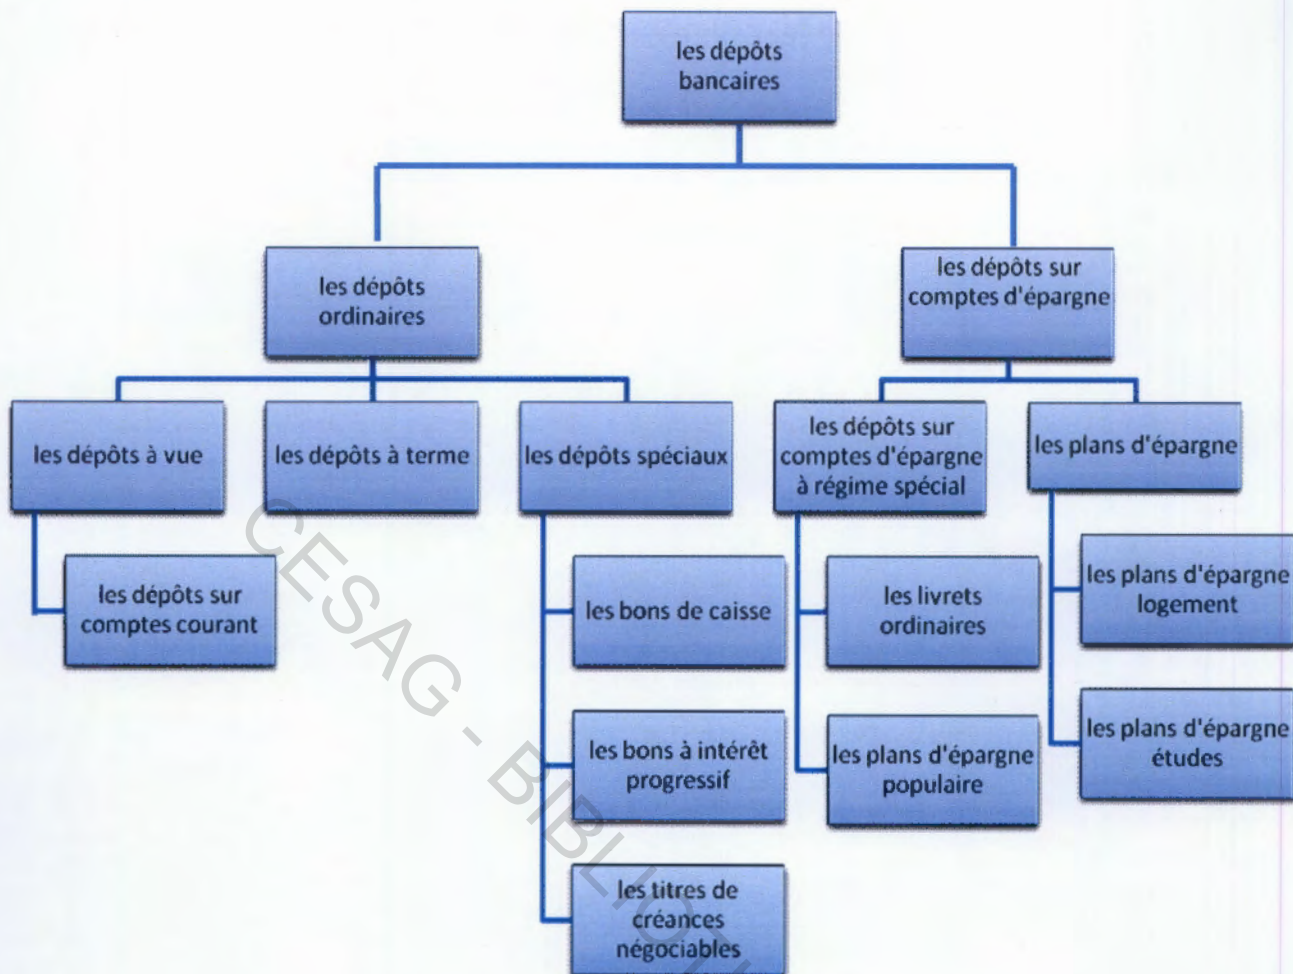 les dépôts
bancaires
les dépôts
ordinaires
les dépôts sur
comptes d'épargne
les dépôts à vue
les dépôts à terme
les dépôts spéciaux
les dépôts sur
comptes d'épargne
à régime spécial
les plans d'épargne
les dépôts sur
comptes courant
les bons de caisse
les bons à intérêt
progressif
les titres de
créances
négociables
les livrets
ordinaires
les plans d'épargne
populaire
les plans d'épargne
logement
les plans d'épargne
études
CESAG - BIBLIOT